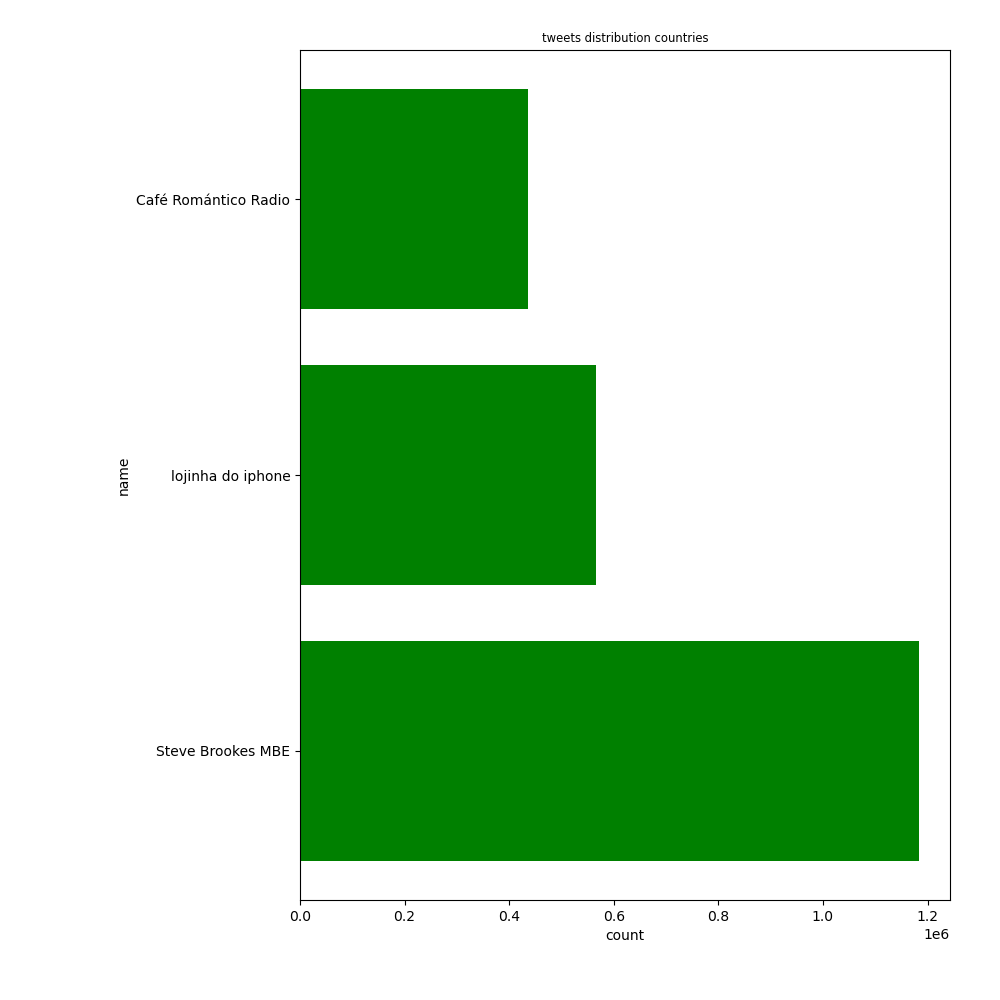 tweets distribution countries
Café Romántico Radio
lojinha do iphone
Steve Brookes MBE
name
0.0 0.2 0.4 0.6 0.8 1.0 1.2
1e6
count